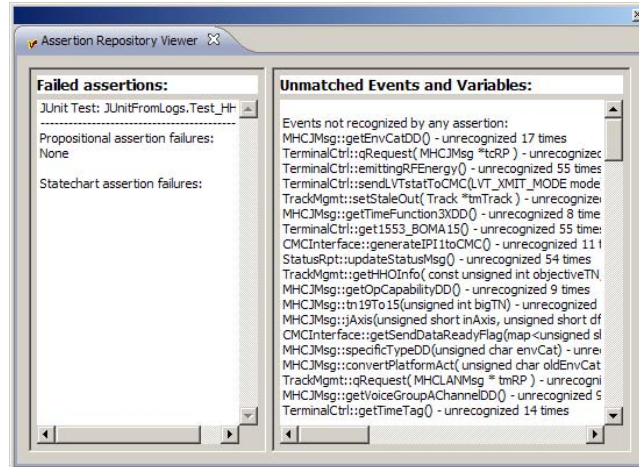 Assertion Repository Viewer
Failed assertions:
JUnit Test: JUnitFromLogs.Test_HH
Propositional assertion failures:
None
Statechart assertion failures:
Unmatched Events and Variables:
Events not recognized by any assertion:
MHCJMsg::getEnvCatDD() - unrecognized 17 times
TerminalCtrl::qRequest( MHCJMsg *tcRP ) - unrecognized
TerminalCtrl::emittingRFEnergy() - unrecognized 55 times
TerminalCtrl::sendLVTstatToCMC(LVT_XMIT_MODE mode
TrackMgmt::setStaleOut( Track *tmTrack ) - unrecognized
MHCJMsg::getTimeFunction3XDD() - unrecognized 8 time
TerminalCtrl::get1553_BOMA15() - unrecognized 55 times
CMCInterface::generateIPI1toCMC() - unrecognized 11 t
StatusRpt::updateStatusMsg() - unrecognized 54 times
TrackMgmt::getHHOInfo( const unsigned int objectiveTN,
MHCJMsg::getOpCapabilityDD() - unrecognized 9 times
MHCJMsg::tn19To15(unsigned int bigTN) - unrecognized
MHCJMsg::jAxis(unsigned short inAxis, unsigned short df
CMCInterface::getSendDataReadyFlag(map<unsigned sl
MHCJMsg::specificTypeDD(unsigned char envCat) - unre
MHCJMsg::convertPlatformAct( unsigned char oldEnvCat
TrackMgmt::qRequest( MHCLANMsg * tmRP ) - unrecogni
MHCJMsg::getVoiceGroupAChannelDD() - unrecognized 9
TerminalCtrl::getTimeTag() - unrecognized 14 times